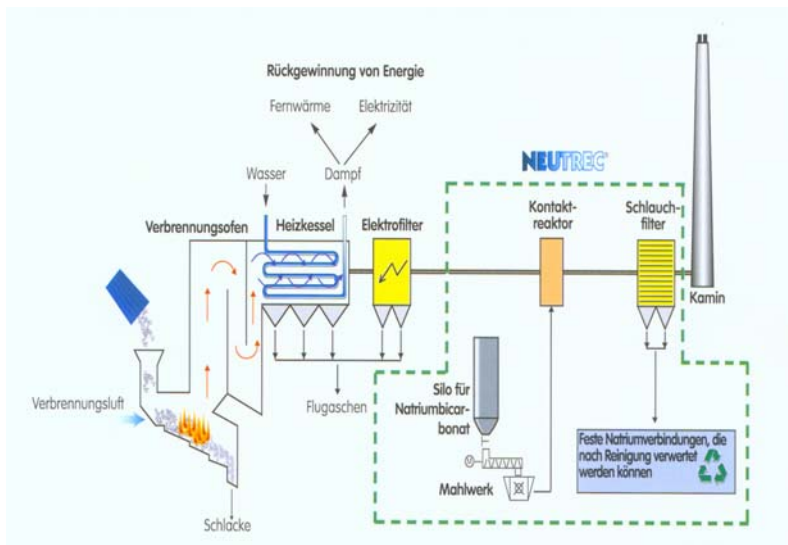 Rückgewinnung von Energie
Fernwärme
Elektrizität
NEUTREC®
Wasser
Dampf
Verbrennungsofen
Heizkessel
Elektrofilter
Kontakt-
reaktor
Schlauch-
filter
Kamin
Verbrennungsluft
Flugaschen
Silo für
Natriumbicar-
bonat
Feste Natriumverbindungen, die
nach Reinigung verwertet
werden können
Mahlwerk
Schlacke